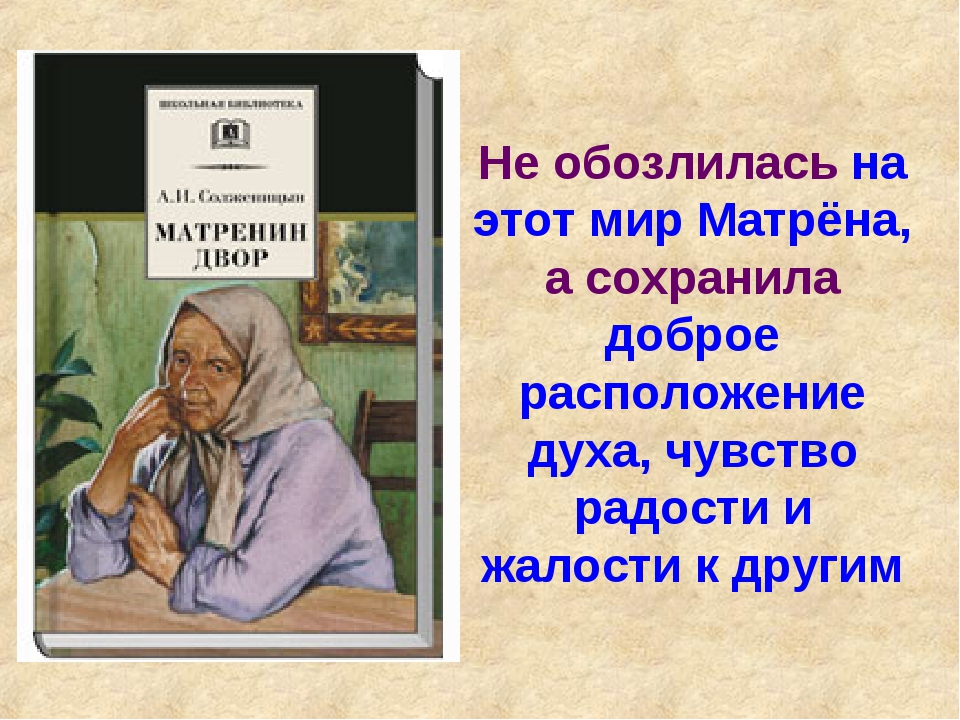 ШКОЛЬНАЯ БИБЛИОТЕКА
А.И. Солженицын
МАТРЕНИН
ДВОР
Не обозлилась на
этот мир Матрёна,
а сохранила
доброе
расположение
духа, чувство
радости и
жалости к другим